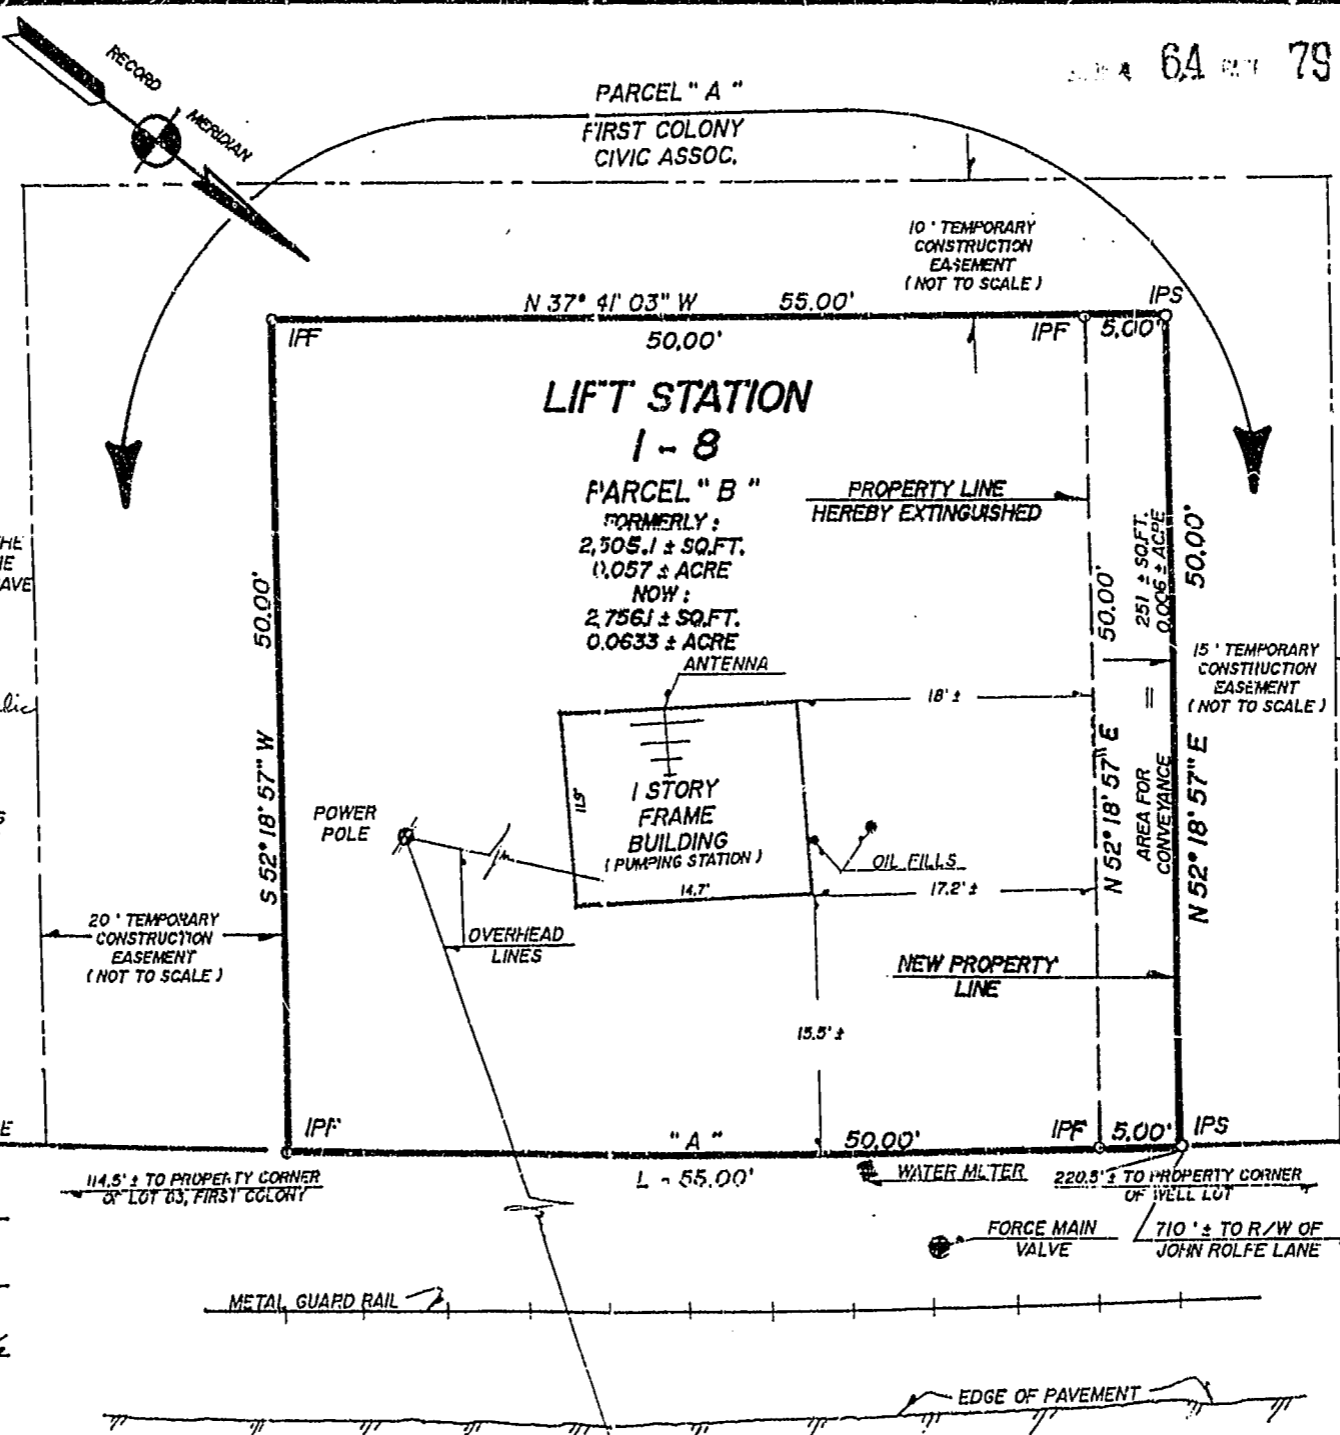 64 79
RECORD
MERIDIAN
PARCEL "A"
FIRST COLONY
CIVIC ASSOC.
10' TEMPORARY
CONSTRUCTION
EASEMENT
(NOT TO SCALE)
N 37° 41' 03" W 55.00'
IPS
IPF
50.00'
IPF
5.00'
LIFT STATION
1-8
PARCEL "B"
FORMERLY:
2,505.1 ± SQ.FT.
0.057 ± ACRE
NOW:
2,756.1 ± SQ.FT.
0.0633 ± ACRE
PROPERTY LINE
HEREBY EXTINGUISHED
50.00'
S 52° 18' 57" W
50.00'
N 52° 18' 57" E
251 ± SQ.FT.
0.006 ± ACRE
=
AREA FOR
CONVEYANCE
50.00'
N 52° 18' 57" E
15' TEMPORARY
CONSTRUCTION
EASEMENT
(NOT TO SCALE)
ANTENNA
18' ±
11.9'
1 STORY
FRAME
BUILDING
(PUMPING STATION)
14.7'
POWER
POLE
OIL FILLS
17.2' ±
20' TEMPORARY
CONSTRUCTION
EASEMENT
(NOT TO SCALE)
OVERHEAD
LINES
NEW PROPERTY
LINE
15.5' ±
IPF
"A" 50.00'
IPF
5.00'
IPS
L = 55.00'
114.5' ± TO PROPERTY CORNER
OF LOT 63, FIRST COLONY
WATER METER
220.5' ± TO PROPERTY CORNER
OF WELL LOT
FORCE MAIN
VALVE
710' ± TO R/W OF
JOHN ROLFE LANE
METAL GUARD RAIL
EDGE OF PAVEMENT